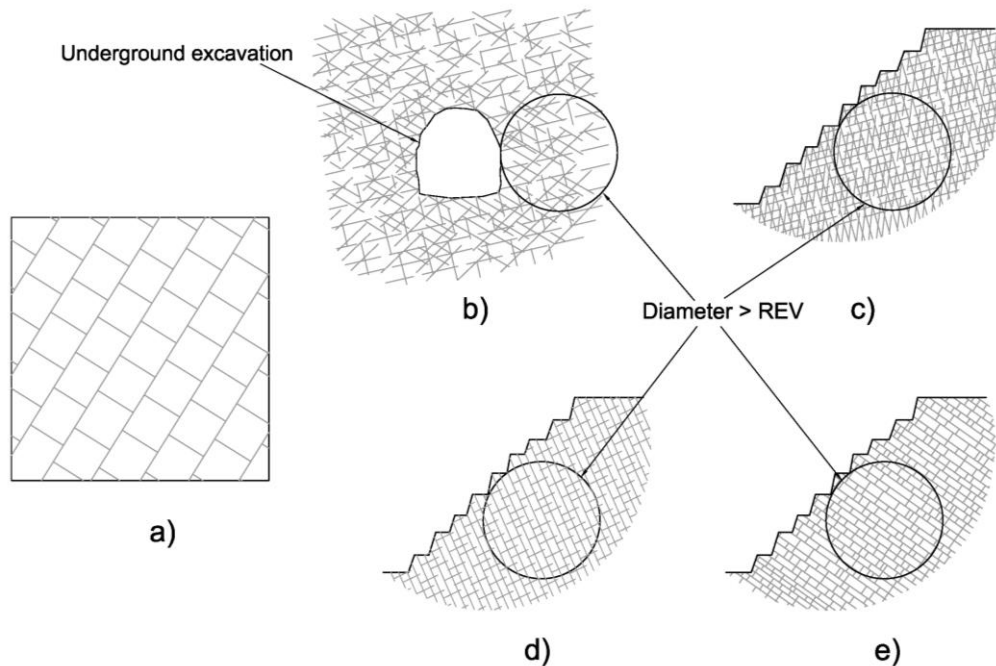 Underground excavation
b)
c)
Diameter > REV
a)
d)
e)